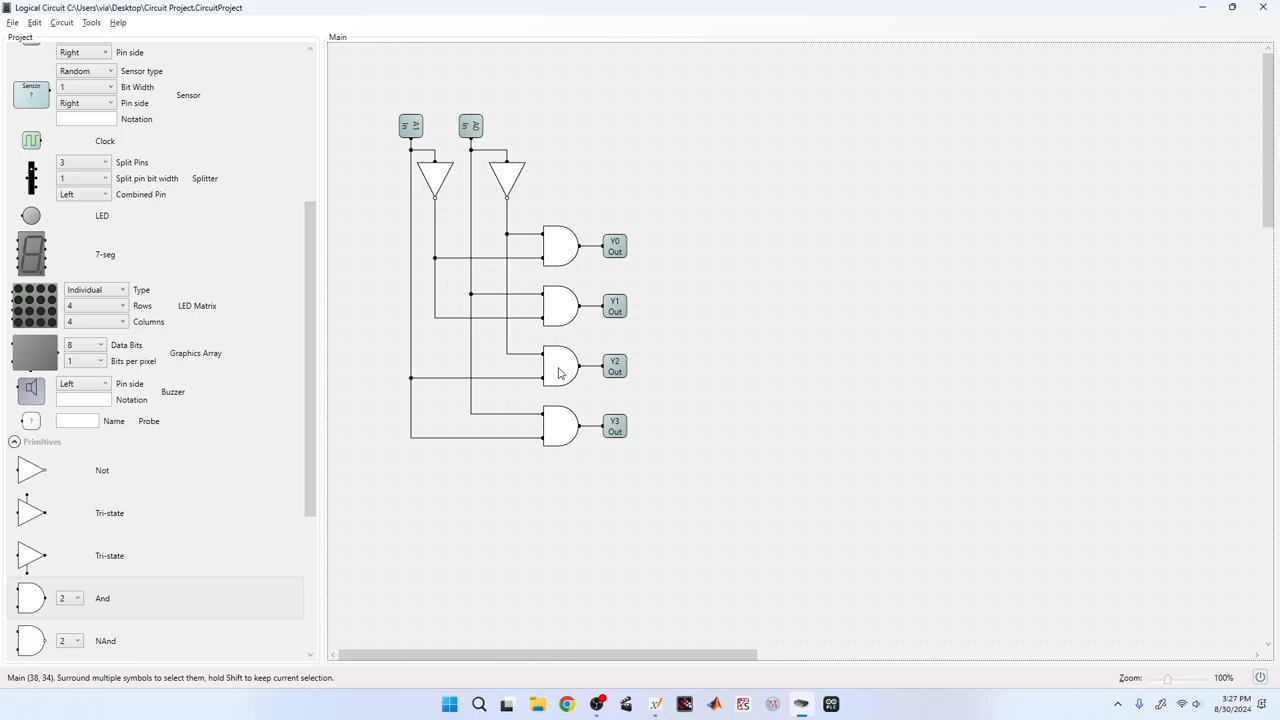 Logical Circuit C:\Users\via\Desktop\Circuit Project.CircuitProject
File Edit Circuit Tools Help
Project
Main
Right Pin side
Random Sensor type
Sensor
?
1 Bit Width
Sensor
Right Pin side
Notation
Clock
3 Split Pins
1 Split pin bit width Splitter
Left Combined Pin
LED
7-seg
Individual Type
4 Rows LED Matrix
4 Columns
8 Data Bits
Graphics Array
1 Bits per pixel
Left Pin side
Buzzer
Notation
? Name Probe
Primitives
Not
Tri-state
Tri-state
2 And
2 NAnd
A1
In
A0
In
Y0
Out
Y1
Out
Y2
Out
Y3
Out
Main (38, 34). Surround multiple symbols to select them, hold Shift to keep current selection.
Zoom: 100%
PLC
3:27 PM
8/30/2024